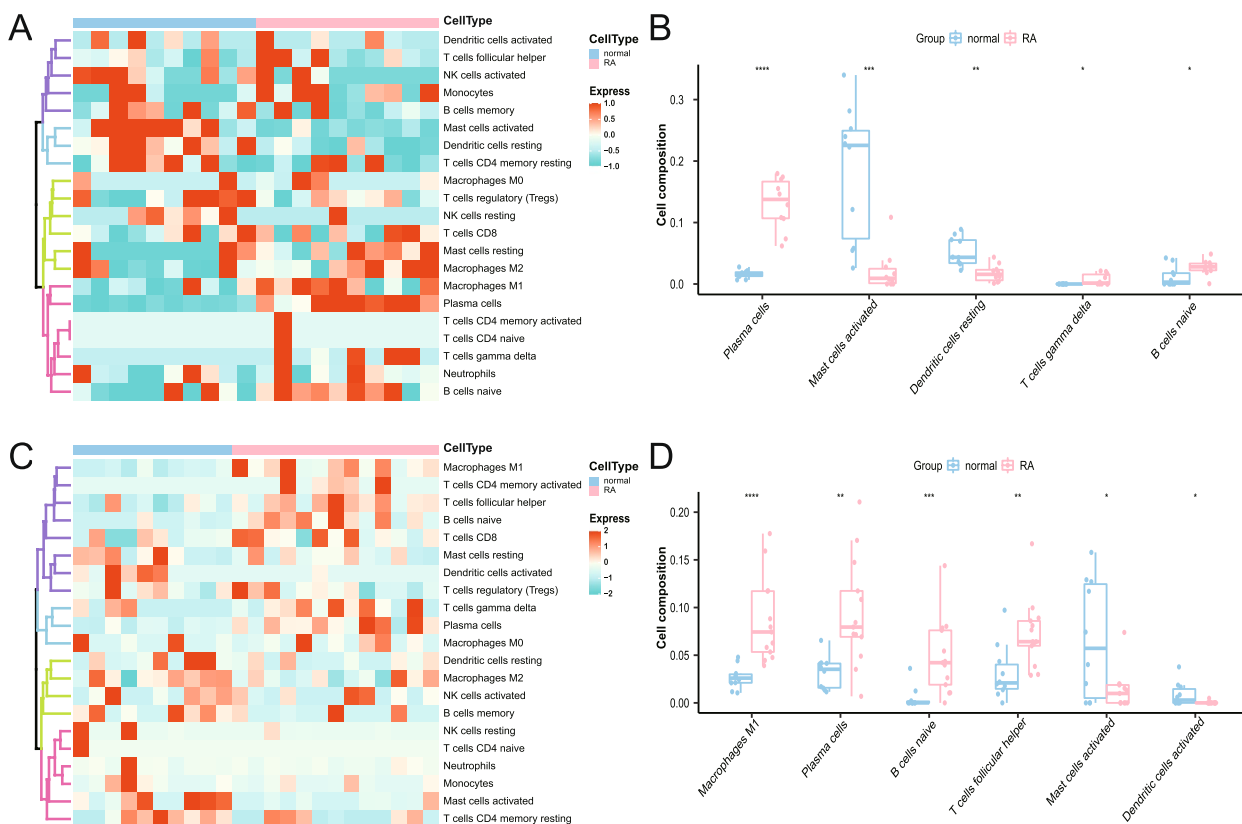 A
CellType
Dendritic cells activated
T cells follicular helper
NK cells activated
Monocytes
B cells memory
Mast cells activated
Dendritic cells resting
T cells CD4 memory resting
Macrophages M0
T cells regulatory (Tregs)
NK cells resting
T cells CD8
Mast cells resting
Macrophages M2
Macrophages M1
Plasma cells
T cells CD4 memory activated
T cells CD4 naive
T cells gamma delta
Neutrophils
B cells naive
CellType
normal
RA
Express
1.0
0.5
0.0
−0.5
−1.0
B
Group normal RA
**** *** ** * *
Cell composition
0.3
0.2
0.1
0.0
Plasma cells
Mast cells activated
Dendritic cells resting
T cells gamma delta
B cells naive
C
CellType
Macrophages M1
T cells CD4 memory activated
T cells follicular helper
B cells naive
T cells CD8
Mast cells resting
Dendritic cells activated
T cells regulatory (Tregs)
T cells gamma delta
Plasma cells
Macrophages M0
Dendritic cells resting
Macrophages M2
NK cells activated
B cells memory
NK cells resting
T cells CD4 naive
Neutrophils
Monocytes
Mast cells activated
T cells CD4 memory resting
CellType
normal
RA
Express
2
1
0
−1
−2
D
Group normal RA
**** ** *** ** * *
Cell composition
0.20
0.15
0.10
0.05
0.00
Macrophages M1
Plasma cells
B cells naive
T cells follicular helper
Mast cells activated
Dendritic cells activated